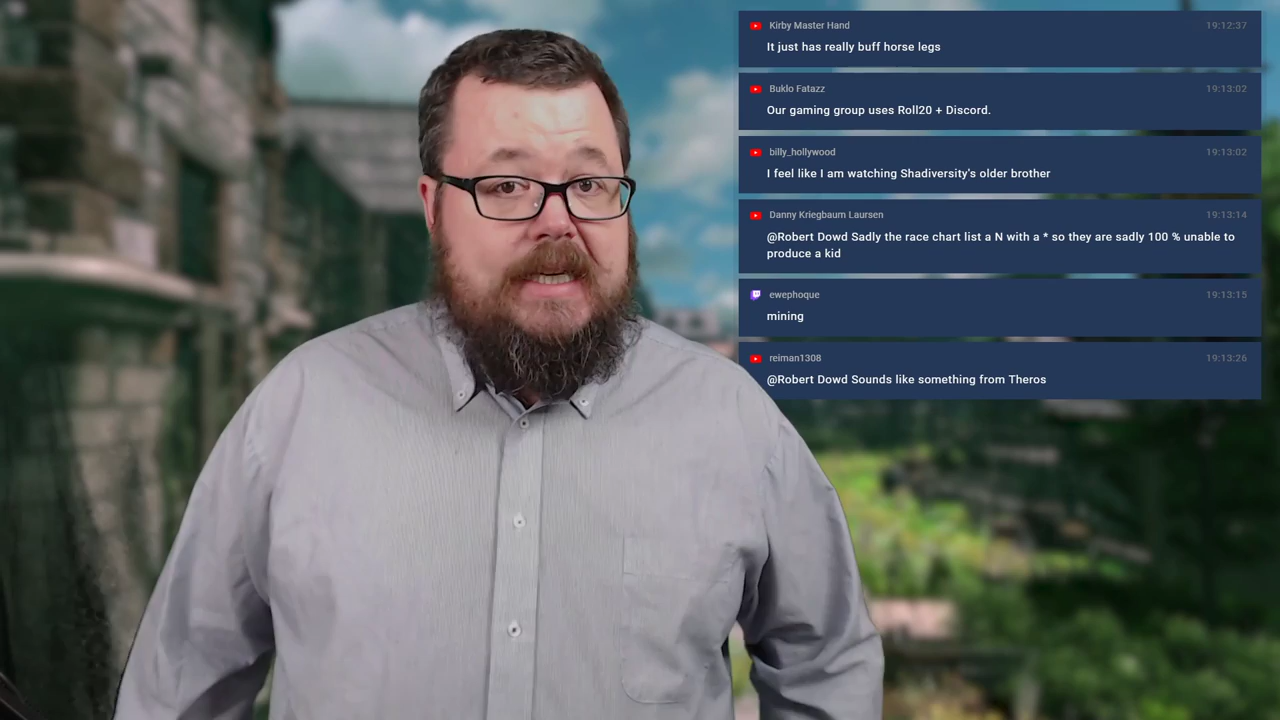 Kirby Master Hand 19:12:37
It just has really buff horse legs
Buklo Fatazz 19:13:02
Our gaming group uses Roll20 + Discord.
billy_hollywood 19:13:02
I feel like I am watching Shadiversity's older brother
Danny Kriegbaum Laursen 19:13:14
@Robert Dowd Sadly the race chart list a N with a * so they are sadly 100 % unable to
produce a kid
ewephoque 19:13:15
mining
reiman1308 19:13:26
@Robert Dowd Sounds like something from Theros